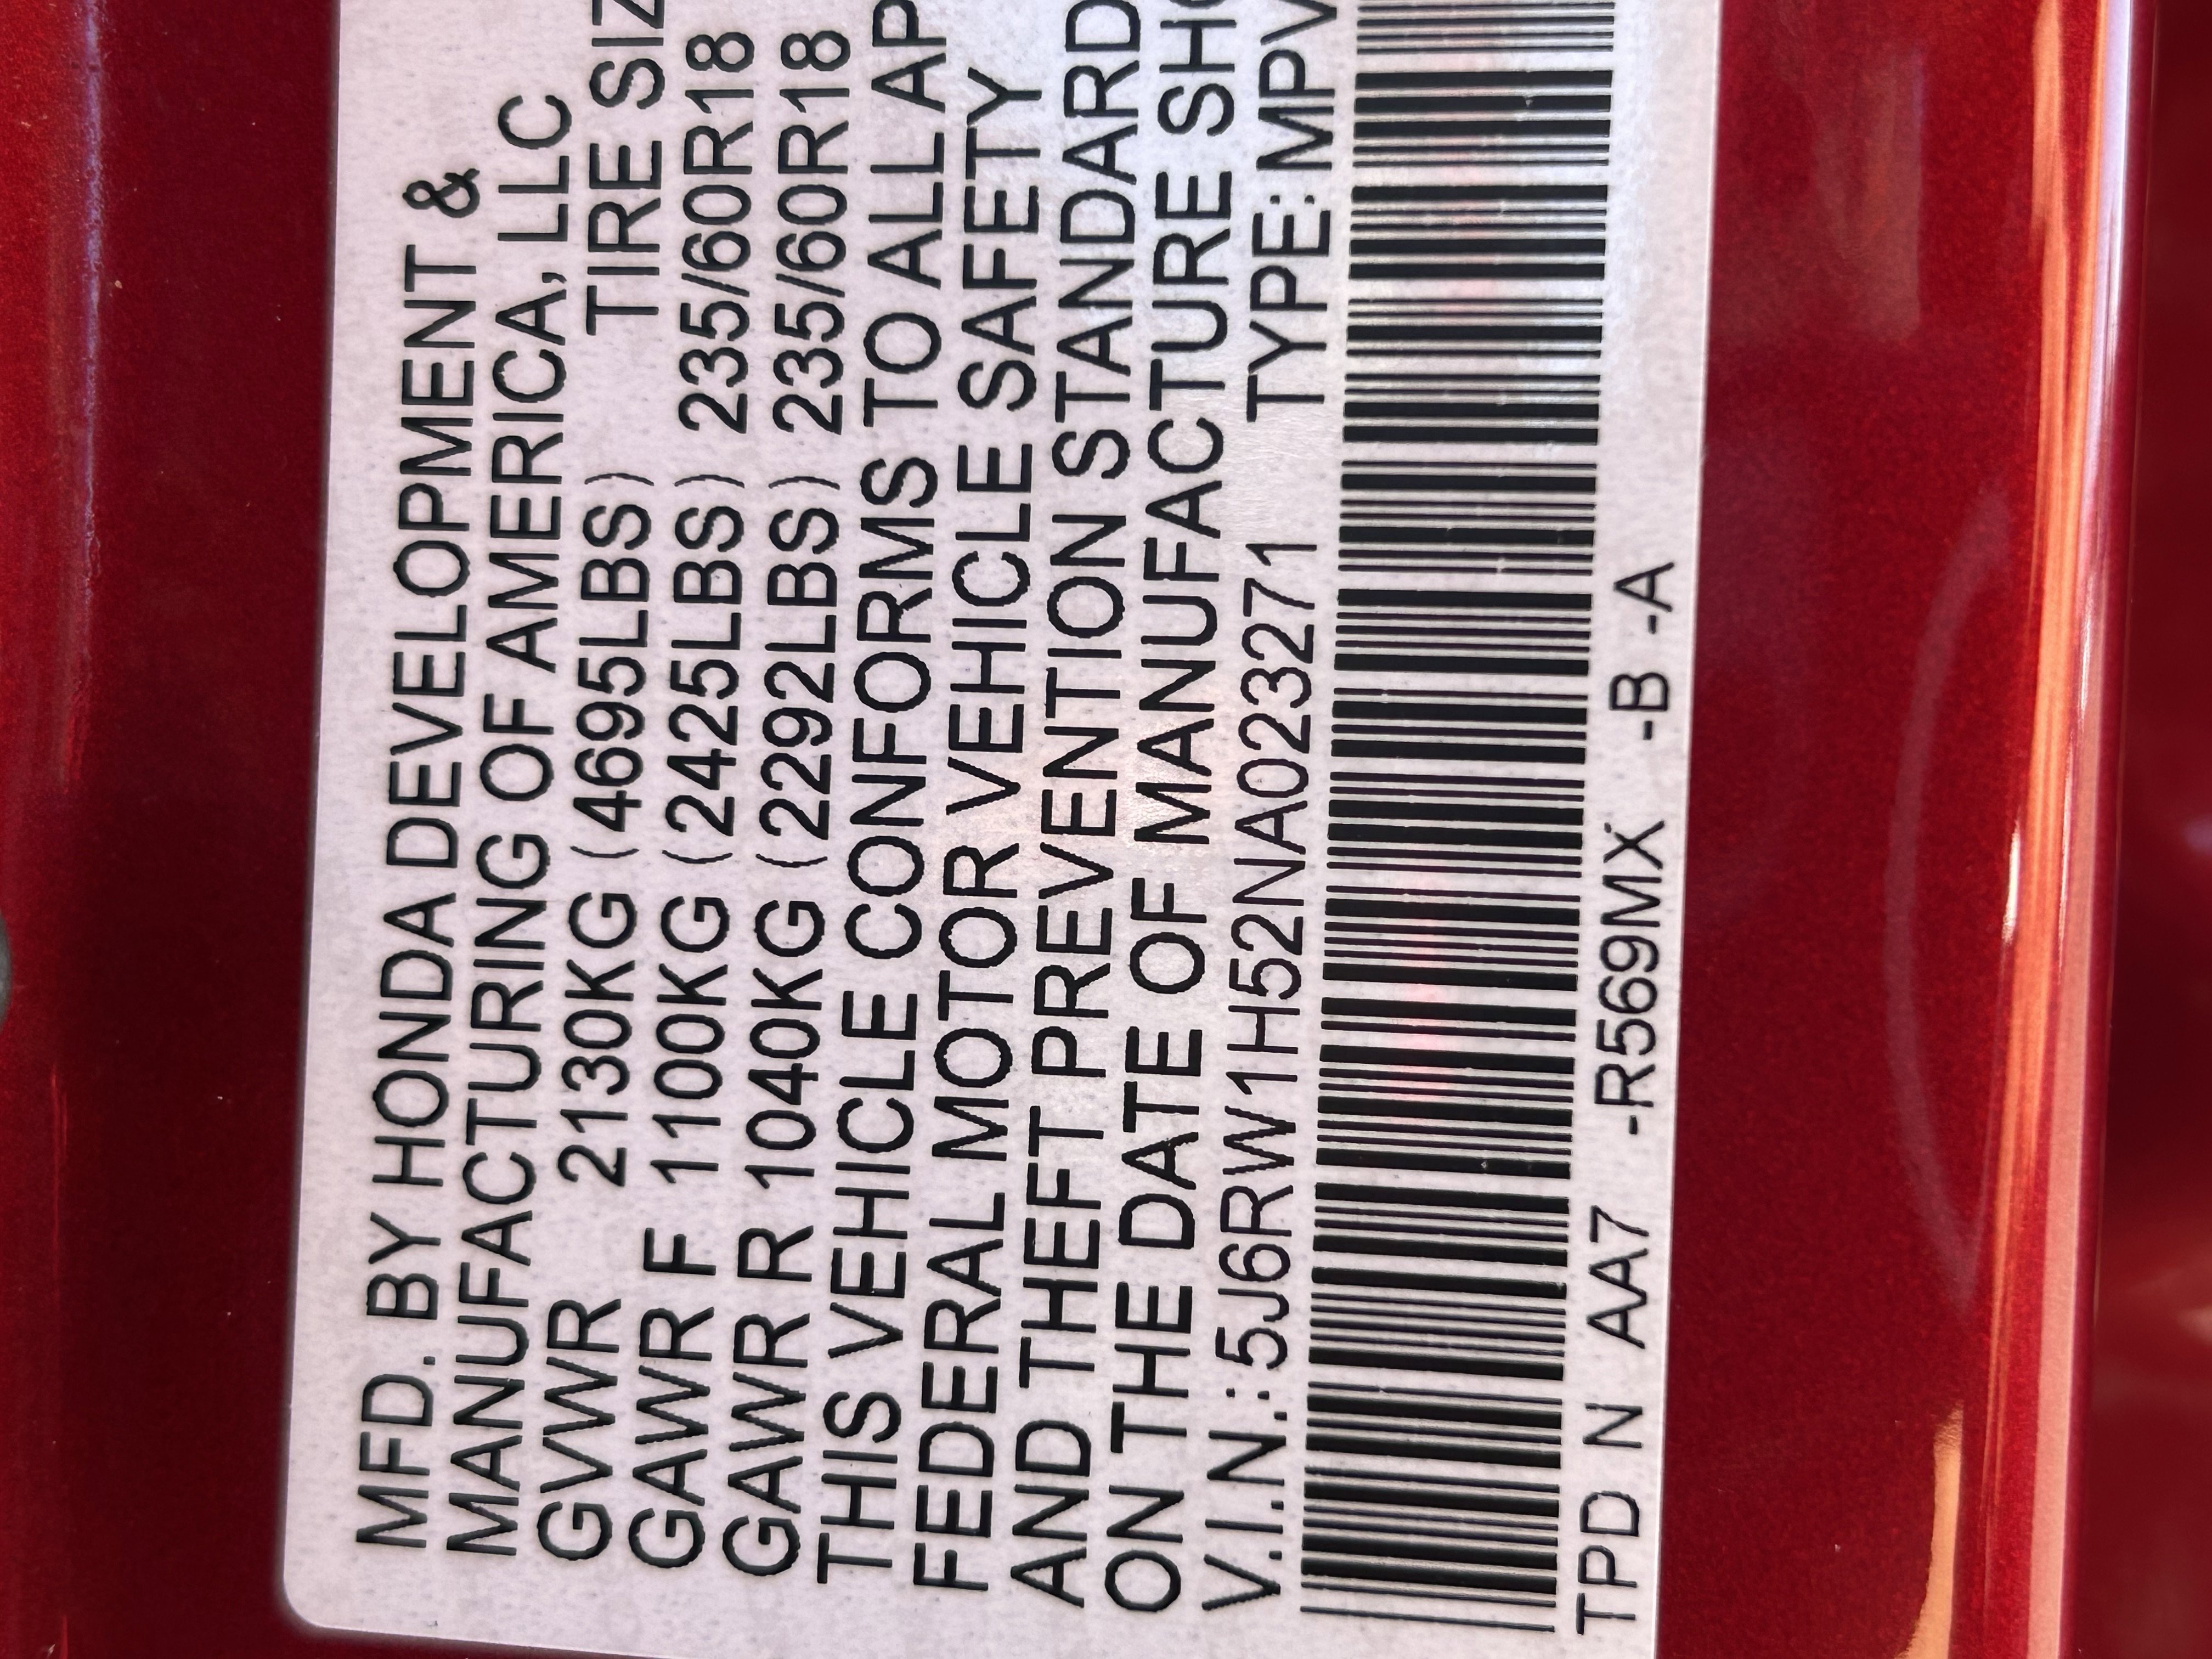 MFD. BY HONDA DEVELOPMENT &
MANUFACTURING OF AMERICA, LLC
GVWR 2130KG (4695LBS) TIRE SIZ
GAWR F 1100KG (2425LBS) 235/60R18
GAWR R 1040KG (2292LBS) 235/60R18
THIS VEHICLE CONFORMS TO ALL AP
FEDERAL MOTOR VEHICLE SAFETY
AND THEFT PREVENTION STANDARD
ON THE DATE OF MANUFACTURE SHO
V.I.N.:5J6RW1H52NA023271 TYPE:MPV
TPD N AA7 -R569MX -B -A